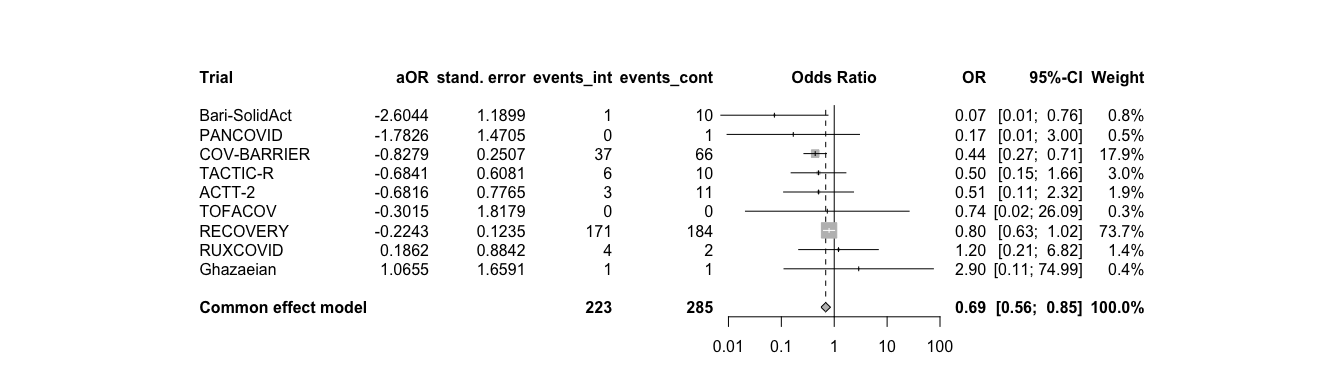 Trial aOR stand. error events_int events_cont Odds Ratio OR 95%-CI Weight
Bari-SolidAct -2.6044 1.1899 1 10 0.07 [0.01; 0.76] 0.8%
PANCOVID -1.7826 1.4705 0 1 0.17 [0.01; 3.00] 0.5%
COV-BARRIER -0.8279 0.2507 37 66 0.44 [0.27; 0.71] 17.9%
TACTIC-R -0.6841 0.6081 6 10 0.50 [0.15; 1.66] 3.0%
ACTT-2 -0.6816 0.7765 3 11 0.51 [0.11; 2.32] 1.9%
TOFACOV -0.3015 1.8179 0 0 0.74 [0.02; 26.09] 0.3%
RECOVERY -0.2243 0.1235 171 184 0.80 [0.63; 1.02] 73.7%
RUXCOVID 0.1862 0.8842 4 2 1.20 [0.21; 6.82] 1.4%
Ghazaeian 1.0655 1.6591 1 1 2.90 [0.11; 74.99] 0.4%
Common effect model 223 285 0.69 [0.56; 0.85] 100.0%
0.01 0.1 1 10 100